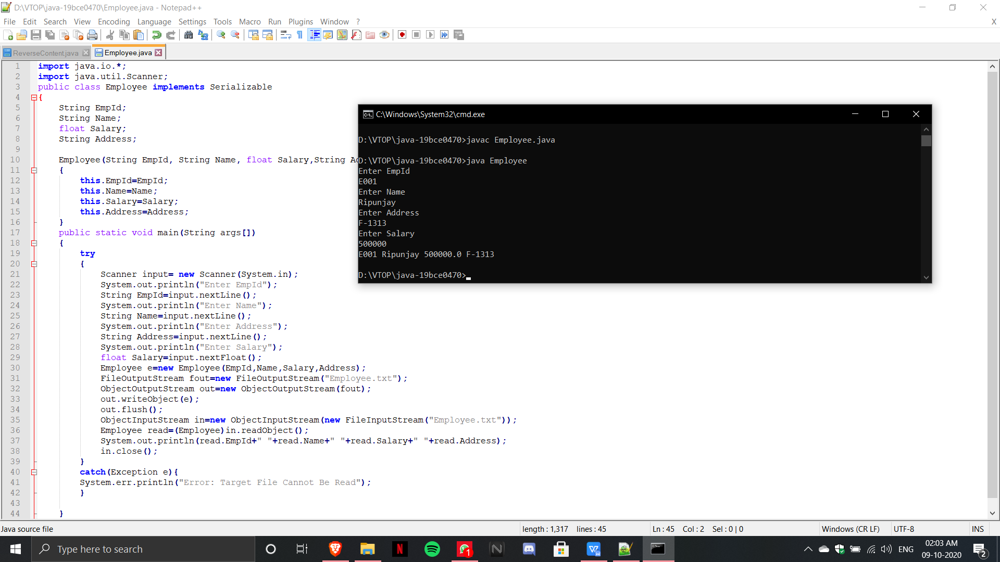 D:\VTOP\java-19bce0470\Employee.java - Notepad++
File Edit Search View Encoding Language Settings Tools Macro Run Plugins Window ? X
ReverseContent.java Employee.java
1 import java.io.*;
2 import java.util.Scanner;
3 public class Employee implements Serializable
4 {
5 String EmpId;
6 String Name;
7 float Salary;
8 String Address;
9
10 Employee(String EmpId, String Name, float Salary,String Ad
11 {
12 this.EmpId=EmpId;
13 this.Name=Name;
14 this.Salary=Salary;
15 this.Address=Address;
16 }
17 public static void main(String args[])
18 {
19 try
20 {
21 Scanner input= new Scanner(System.in);
22 System.out.println("Enter EmpId");
23 String EmpId=input.nextLine();
24 System.out.println("Enter Name");
25 String Name=input.nextLine();
26 System.out.println("Enter Address");
27 String Address=input.nextLine();
28 System.out.println("Enter Salary");
29 float Salary=input.nextFloat();
30 Employee e=new Employee(EmpId,Name,Salary,Address);
31 FileOutputStream fout=new FileOutputStream("Employee.txt");
32 ObjectOutputStream out=new ObjectOutputStream(fout);
33 out.writeObject(e);
34 out.flush();
35 ObjectInputStream in=new ObjectInputStream(new FileInputStream("Employee.txt"));
36 Employee read=(Employee)in.readObject();
37 System.out.println(read.EmpId+" "+read.Name+" "+read.Salary+" "+read.Address);
38 in.close();
39 }
40 catch(Exception e){
41 System.err.println("Error: Target File Cannot Be Read");
42 }
43
44 }
C:\Windows\System32\cmd.exe
D:\VTOP\java-19bce0470>javac Employee.java
D:\VTOP\java-19bce0470>java Employee
Enter EmpId
E001
Enter Name
Ripunjay
Enter Address
F-1313
Enter Salary
500000
E001 Ripunjay 500000.0 F-1313
D:\VTOP\java-19bce0470>
Java source file length : 1,317 lines : 45 Ln : 45 Col : 2 Sel : 0 | 0 Windows (CR LF) UTF-8 INS
Type here to search
1
ENG
02:03 AM
09-10-2020
2